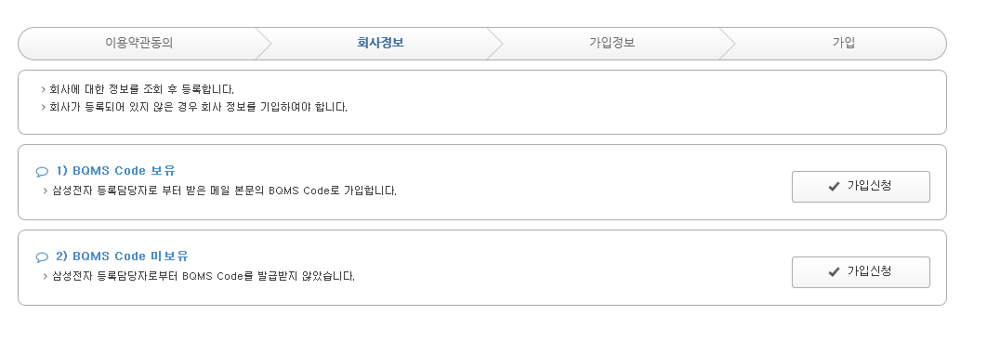 이용약관동의
회사정보
가입정보
가입
회사에 대한 정보를 조회 후 등록합니다.
회사가 등록되어 있지 않은 경우 회사 정보를 기입하여야 합니다.
1) BQMS Code 보유
삼성전자 등록담당자로 부터 받은 메일 본문의 BQMS Code로 가입합니다.
가입신청
2) BQMS Code 미보유
삼성전자 등록담당자로부터 BQMS Code를 발급받지 않았습니다.
가입신청